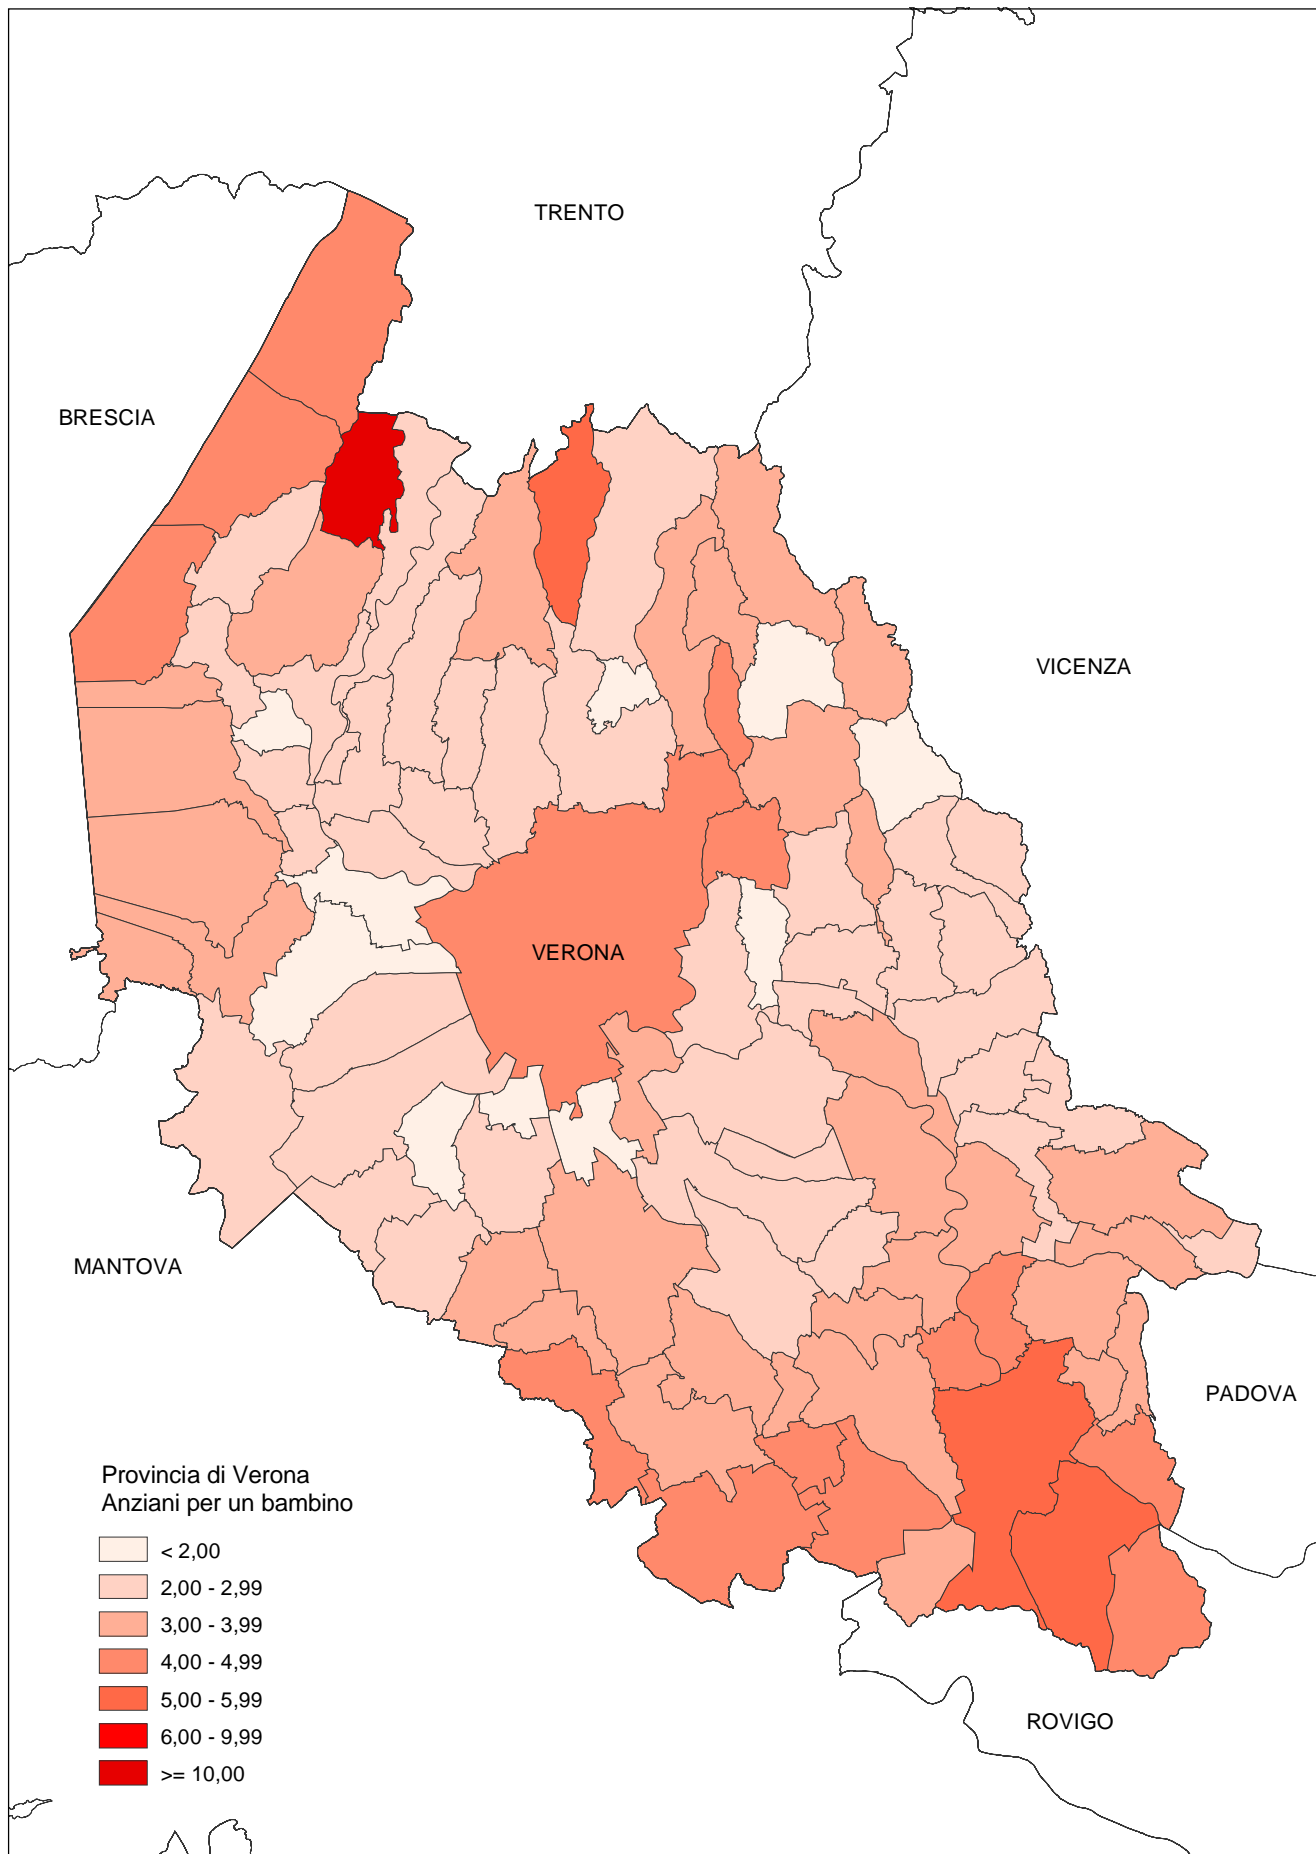 TRENTO
BRESCIA
VICENZA
VERONA
MANTOVA
PADOVA
Provincia di Verona
Anziani per un bambino
< 2,00
2,00 - 2,99
3,00 - 3,99
4,00 - 4,99
5,00 - 5,99
6,00 - 9,99
>= 10,00
ROVIGO